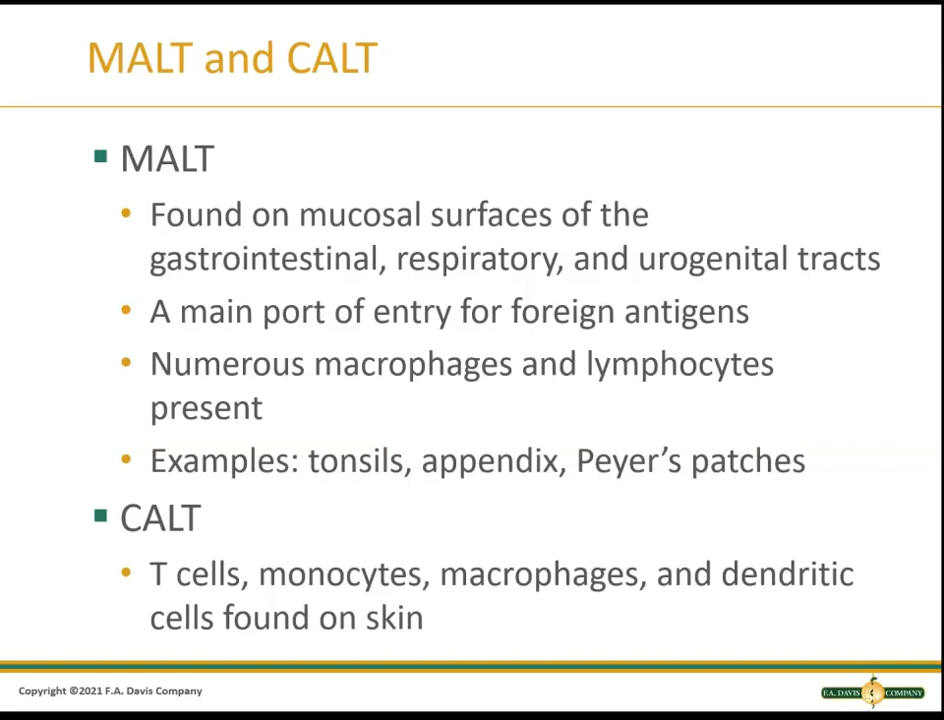 MALT and CALT
▪ MALT
• Found on mucosal surfaces of the
gastrointestinal, respiratory, and urogenital tracts
• A main port of entry for foreign antigens
• Numerous macrophages and lymphocytes
present
• Examples: tonsils, appendix, Peyer’s patches
▪ CALT
• T cells, monocytes, macrophages, and dendritic
cells found on skin
Copyright ©2021 F.A. Davis Company
F.A. DAVIS COMPANY